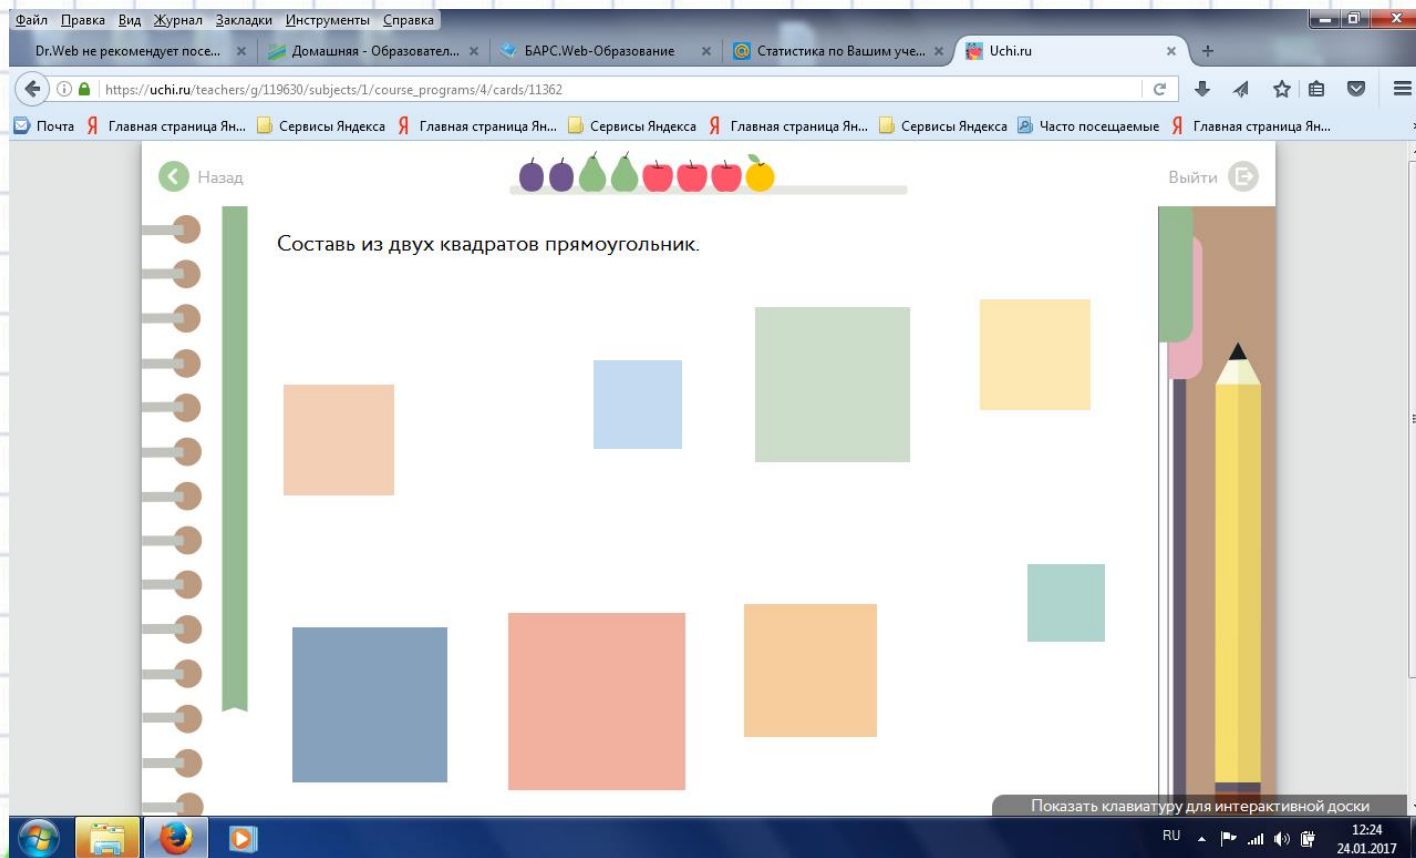 Файл Правка Вид Журнал Закладки Инструменты Справка
Dr.Web не рекомендует посе... Домашняя - Образовател... БАРС.Web-Образование Статистика по Вашим уче... Uchi.ru
https://uchi.ru/teachers/g/119630/subjects/1/course_programs/4/cards/11362
Почта Главная страница Ян... Сервисы Яндекса Главная страница Ян... Сервисы Яндекса Главная страница Ян... Сервисы Яндекса Часто посещаемые Главная страница Ян...
Назад
Выйти
Составь из двух квадратов прямоугольник.
Показать клавиатуру для интерактивной доски
RU
12:24
24.01.2017